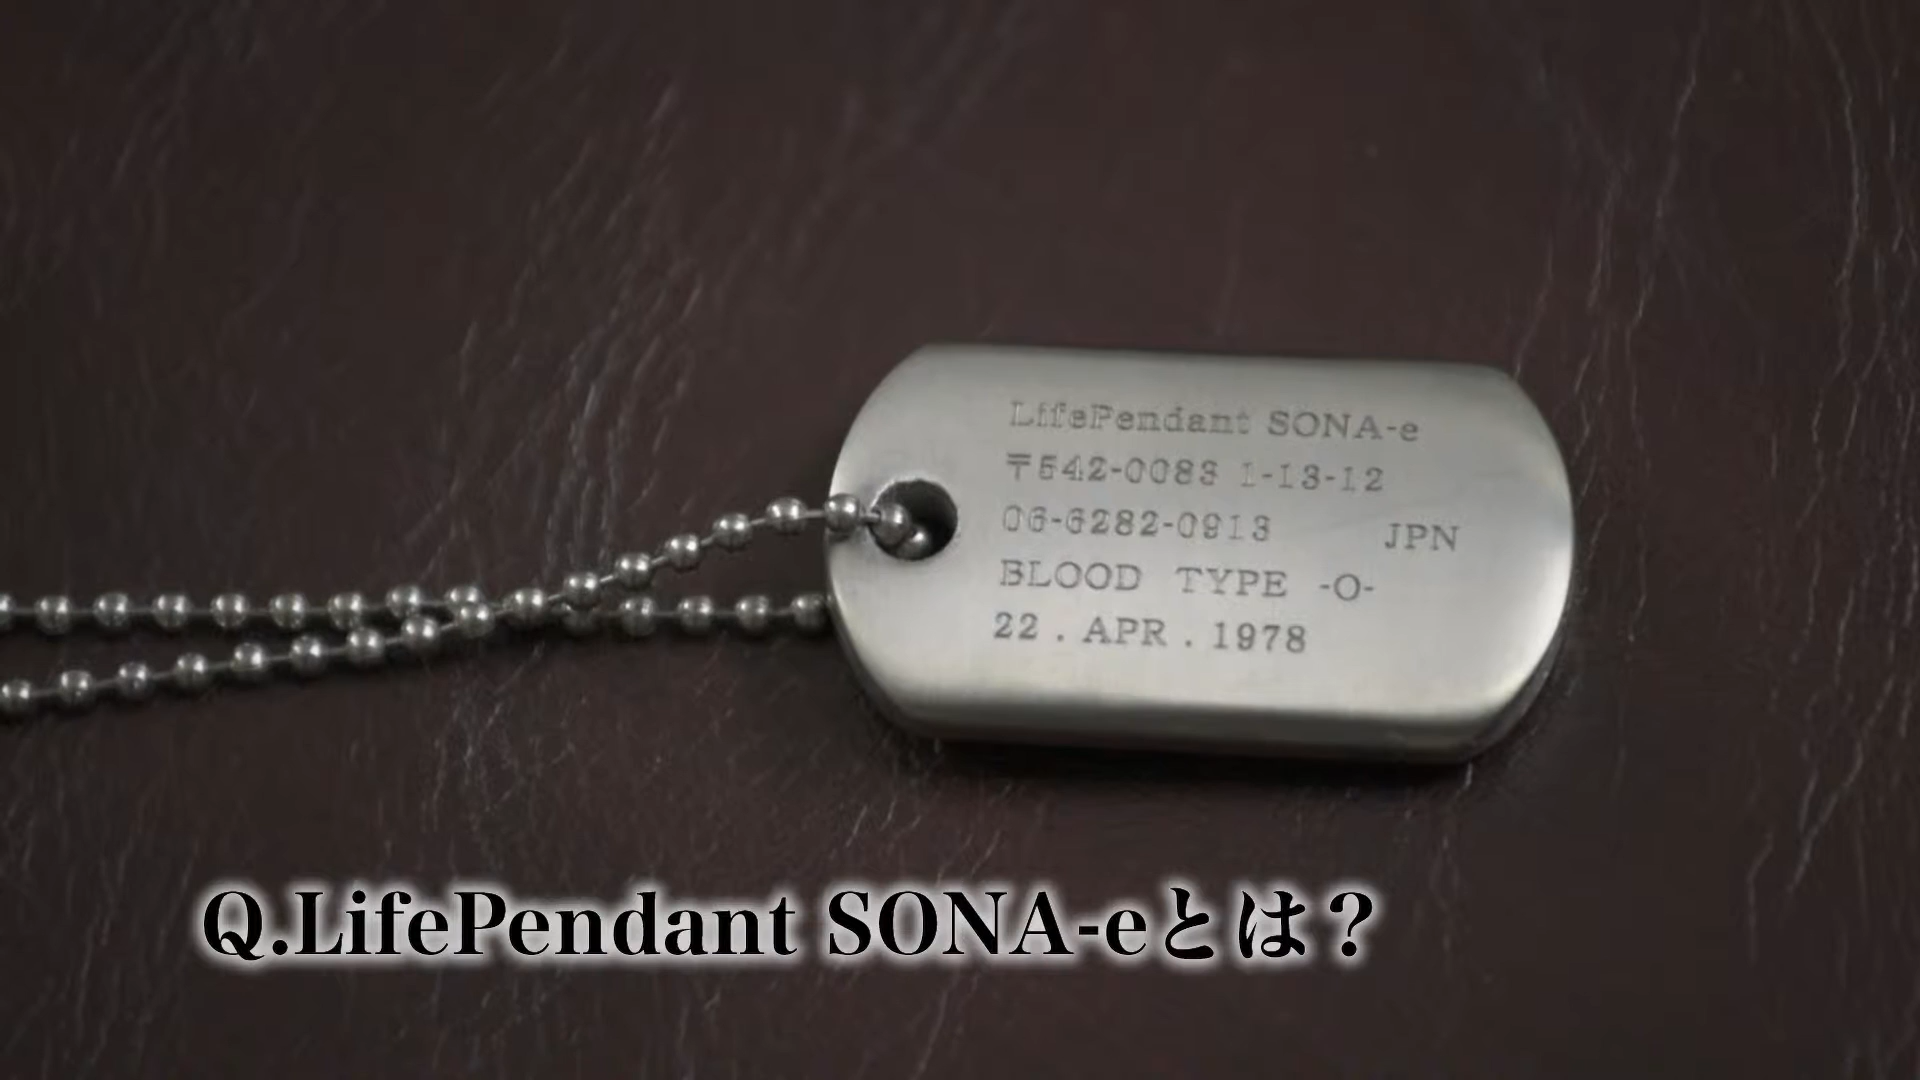 LifePendant SONA-e
〒542-0083 1-13-12
06-6282-0913 JPN
BLOOD TYPE -O-
22 . APR . 1978
Q.LifePendant SONA-eとは?